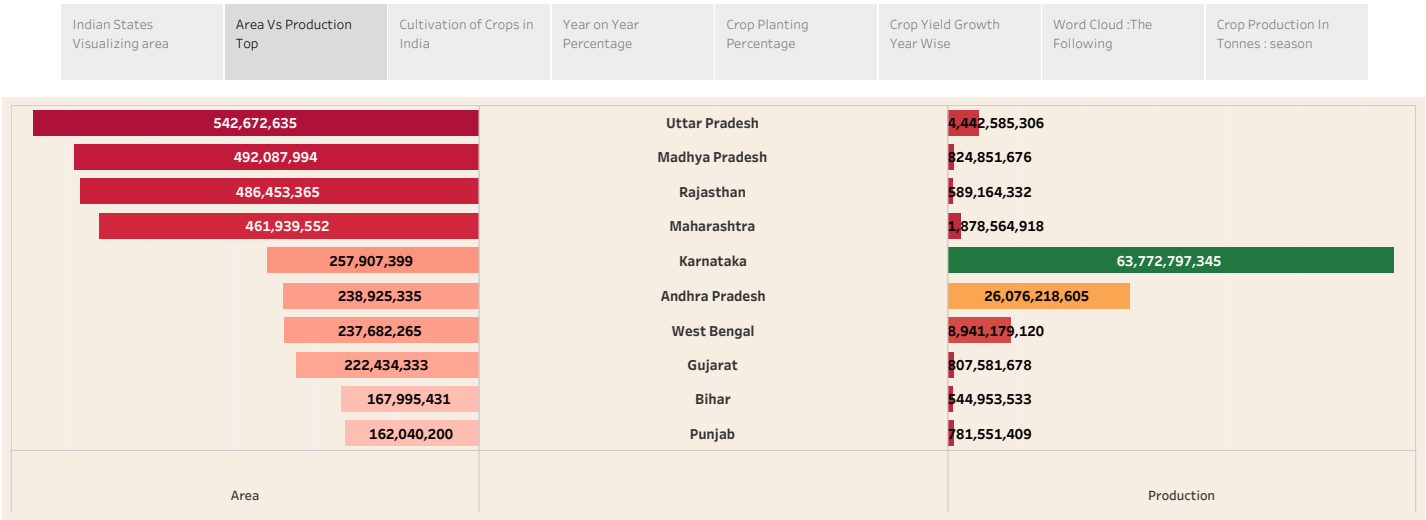 Indian States
Visualizing area
Area Vs Production
Top
Cultivation of Crops in
India
Year on Year
Percentage
Crop Planting
Percentage
Crop Yield Growth
Year Wise
Word Cloud :The
Following
Crop Production In
Tonnes : season
542,672,635 Uttar Pradesh 4,442,585,306
492,087,994 Madhya Pradesh 824,851,676
486,453,365 Rajasthan 589,164,332
461,939,552 Maharashtra 1,878,564,918
257,907,399 Karnataka 63,772,797,345
238,925,335 Andhra Pradesh 26,076,218,605
237,682,265 West Bengal 8,941,179,120
222,434,333 Gujarat 807,581,678
167,995,431 Bihar 544,953,533
162,040,200 Punjab 781,551,409
Area Production